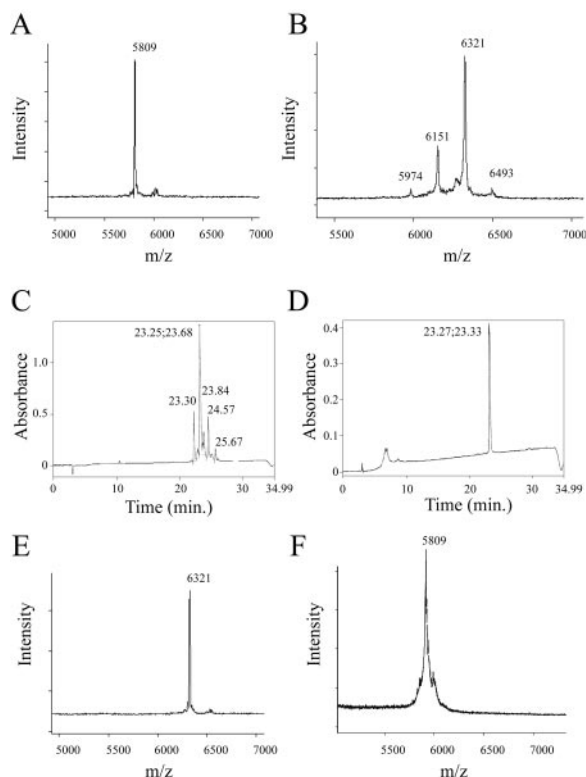 A
5809
Intensity
5000 5500 6000 6500 7000
m/z
B
6321
6151
5974
6493
Intensity
5500 6000 6500 7000
m/z
C
23.25;23.68
23.84
23.30
24.57
25.67
Absorbance
1.0
0.5
0
0 10 20 30 34.99
Time (min.)
D
23.27;23.33
Absorbance
0.4
0.3
0.2
0.1
0
0 10 20 30 34.99
Time (min.)
E
6321
Intensity
5000 5500 6000 6500 7000
m/z
F
5809
Intensity
5500 6000 6500 7000
m/z